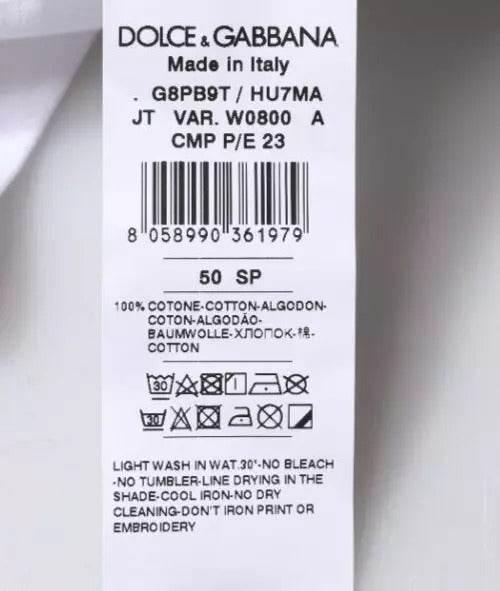 DOLCE & GABBANA
Made in Italy
. G8PB9T / HU7MA
JT VAR. W0800 A
CMP P/E 23
8 058990 361979
50 SP
100% COTONE-COTTON-ALGODON-
COTON-ALGODÃO-
BAUMWOLLE-ХЛОПОК-棉-
COTTON
30
30
LIGHT WASH IN WAT.30°-NO BLEACH
-NO TUMBLER-LINE DRYING IN THE
SHADE-COOL IRON-NO DRY
CLEANING-DON'T IRON PRINT OR
EMBROIDERY